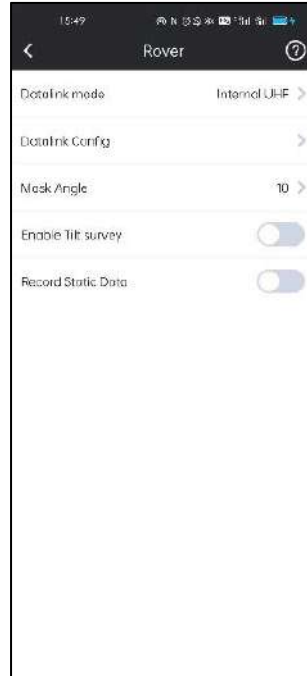 15:49
Rover
Datalink mode Internal UHF
Datalink Config
Mask Angle 10
Enable Tilt survey
Record Static Data